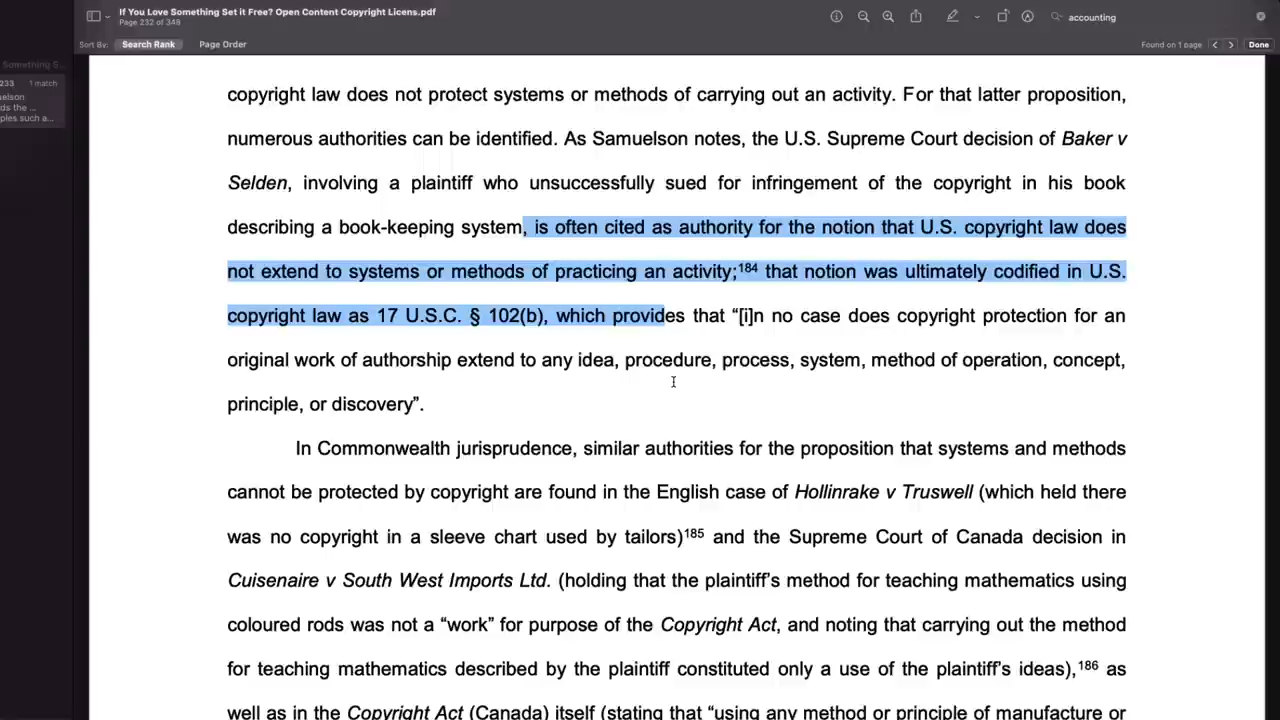 If You Love Something Set it Free? Open Content Copyright Licens.pdf
Page 232 of 348
accounting
Sort By: Search Rank Page Order
Found on 1 page
Done
Something S...
233 1 match
elson
ds the ...
ples such a...
copyright law does not protect systems or methods of carrying out an activity. For that latter proposition,
numerous authorities can be identified. As Samuelson notes, the U.S. Supreme Court decision of Baker v
Selden, involving a plaintiff who unsuccessfully sued for infringement of the copyright in his book
describing a book-keeping system, is often cited as authority for the notion that U.S. copyright law does
not extend to systems or methods of practicing an activity;184 that notion was ultimately codified in U.S.
copyright law as 17 U.S.C. § 102(b), which provides that “[i]n no case does copyright protection for an
original work of authorship extend to any idea, procedure, process, system, method of operation, concept,
principle, or discovery”.
In Commonwealth jurisprudence, similar authorities for the proposition that systems and methods
cannot be protected by copyright are found in the English case of Hollinrake v Truswell (which held there
was no copyright in a sleeve chart used by tailors)185 and the Supreme Court of Canada decision in
Cuisenaire v South West Imports Ltd. (holding that the plaintiff’s method for teaching mathematics using
coloured rods was not a “work” for purpose of the Copyright Act, and noting that carrying out the method
for teaching mathematics described by the plaintiff constituted only a use of the plaintiff’s ideas),186 as
well as in the Copyright Act (Canada) itself (stating that “using any method or principle of manufacture or